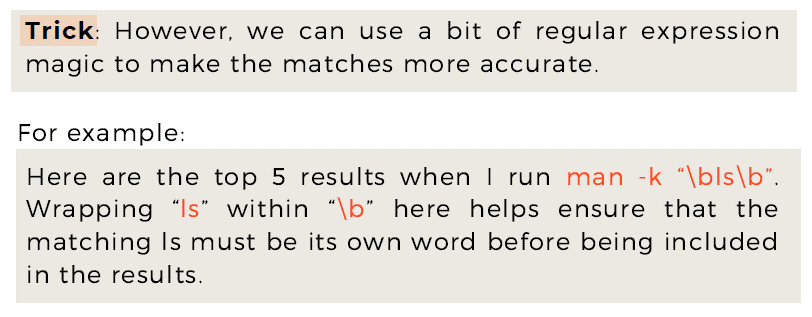 Trick: However, we can use a bit of regular expression
magic to make the matches more accurate.
For example:
Here are the top 5 results when I run man -k “\bls\b”.
Wrapping “ls” within “\b” here helps ensure that the
matching ls must be its own word before being included
in the results.